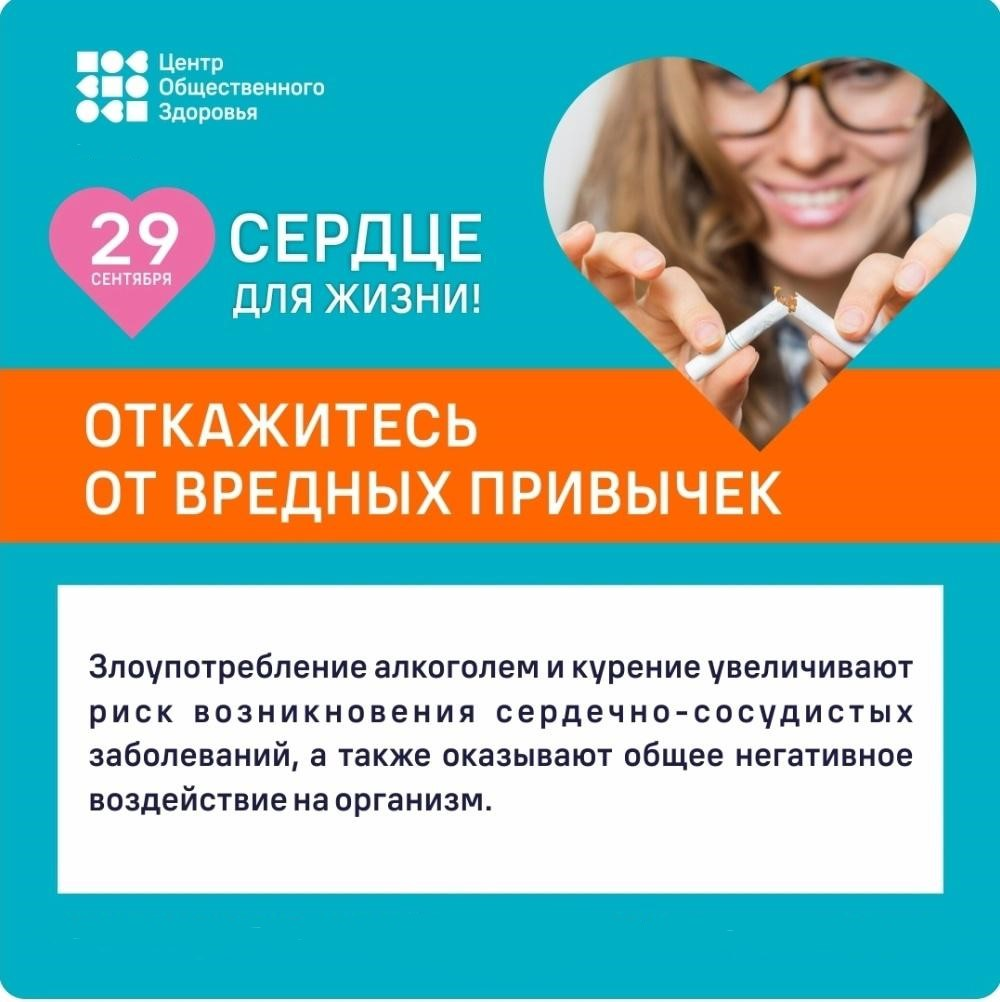 Центр
Общественного
Здоровья
29
СЕНТЯБРЯ
СЕРДЦЕ
ДЛЯ ЖИЗНИ!
ОТКАЖИТЕСЬ
ОТ ВРЕДНЫХ ПРИВЫЧЕК
Злоупотребление алкоголем и курение увеличивают
риск возникновения сердечно-сосудистых
заболеваний, а также оказывают общее негативное
воздействие на организм.